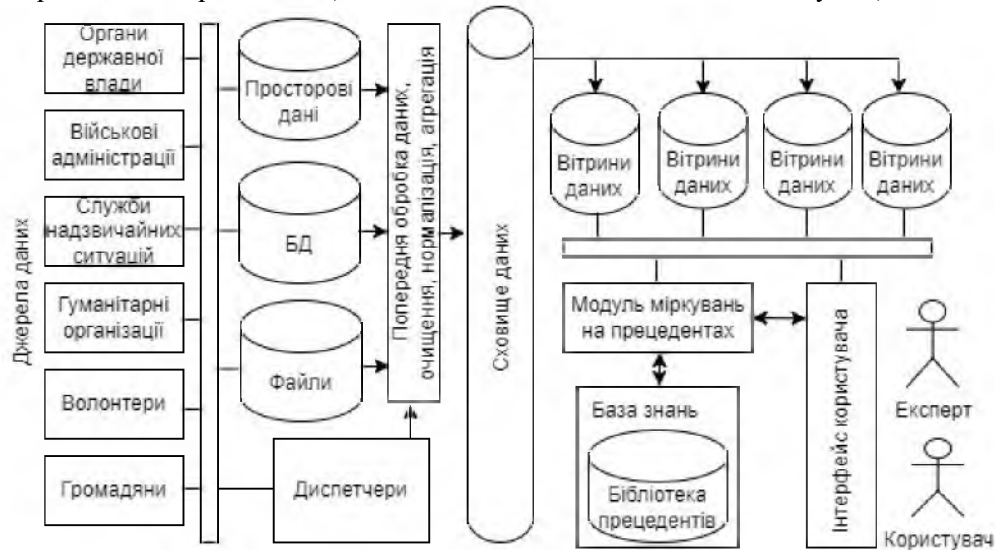 Джерела даних
Органи
державної
влади
Військові
адміністрації
Служби
надзвичайних
ситуацій
Гуманітарні
організації
Волонтери
Громадяни
Просторові
дані
БД
Файли
Диспетчери
Попередня обробка даних,
очищення, нормалізація, агрегація
Сховище даних
Вітрини
даних
Вітрини
даних
Вітрини
даних
Вітрини
даних
Модуль міркувань
на прецедентах
База знань
Бібліотека
прецедентів
Інтерфейс користувача
Експерт
Користувач